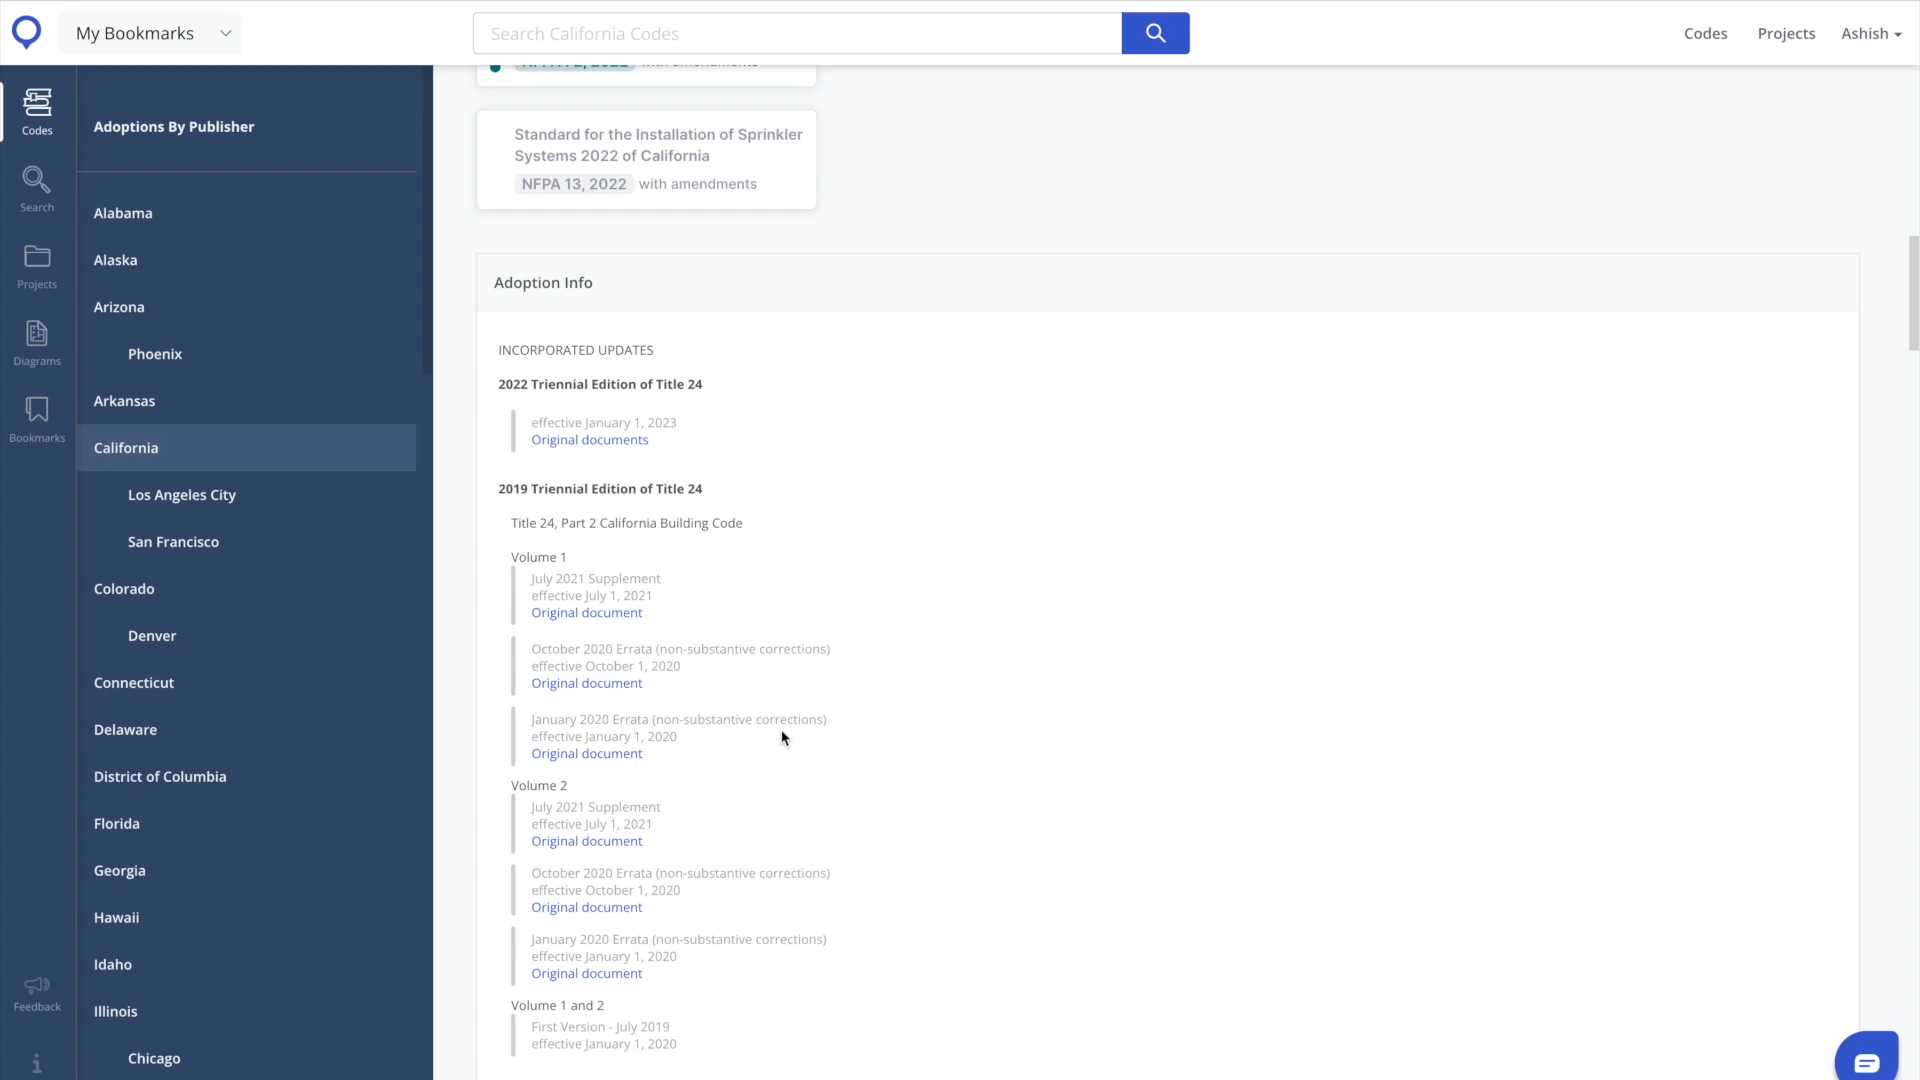 My Bookmarks
Search California Codes
Codes
Projects
Ashish
Codes
Search
Projects
Diagrams
Bookmarks
Feedback
Adoptions By Publisher
Alabama
Alaska
Arizona
Phoenix
Arkansas
California
Los Angeles City
San Francisco
Colorado
Denver
Connecticut
Delaware
District of Columbia
Florida
Georgia
Hawaii
Idaho
Illinois
Chicago
NFPA 72, 2022 with amendments
Standard for the Installation of Sprinkler
Systems 2022 of California
NFPA 13, 2022 with amendments
Adoption Info
INCORPORATED UPDATES
2022 Triennial Edition of Title 24
effective January 1, 2023
Original documents
2019 Triennial Edition of Title 24
Title 24, Part 2 California Building Code
Volume 1
July 2021 Supplement
effective July 1, 2021
Original document
October 2020 Errata (non-substantive corrections)
effective October 1, 2020
Original document
January 2020 Errata (non-substantive corrections)
effective January 1, 2020
Original document
Volume 2
July 2021 Supplement
effective July 1, 2021
Original document
October 2020 Errata (non-substantive corrections)
effective October 1, 2020
Original document
January 2020 Errata (non-substantive corrections)
effective January 1, 2020
Original document
Volume 1 and 2
First Version - July 2019
effective January 1, 2020